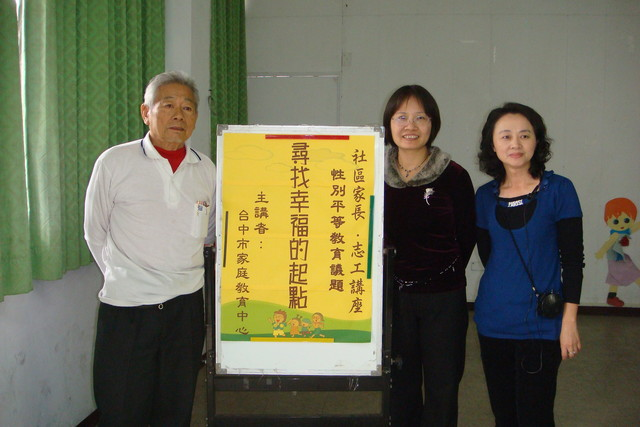 社區家長．志工講座
性別平等教育議題
尋找幸福的起點
主講者：
台中市家庭教育中心